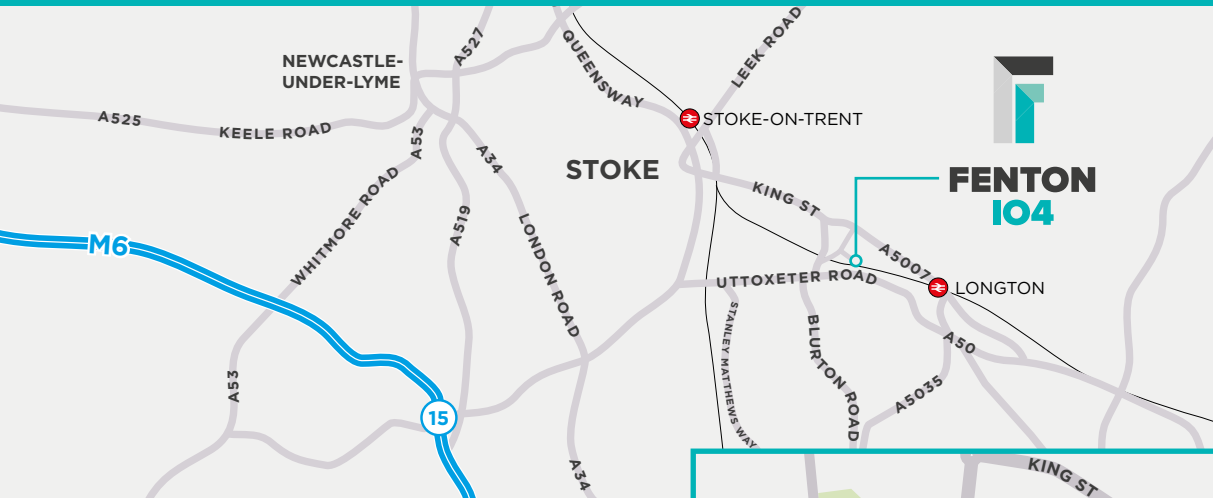 NEWCASTLE-
UNDER-LYME
A527
QUEENSWAY
LEEK ROAD
A525
KEELE ROAD
A53
STOKE-ON-TRENT
A34
STOKE
FENTON
104
KING ST
WHITMORE ROAD
A519
LONDON ROAD
M6
A5007
UTTOXETER ROAD
LONGTON
STANLEY MATTHEWS WAY
BLURTON ROAD
A50
A53
A5035
15
A34
KING ST